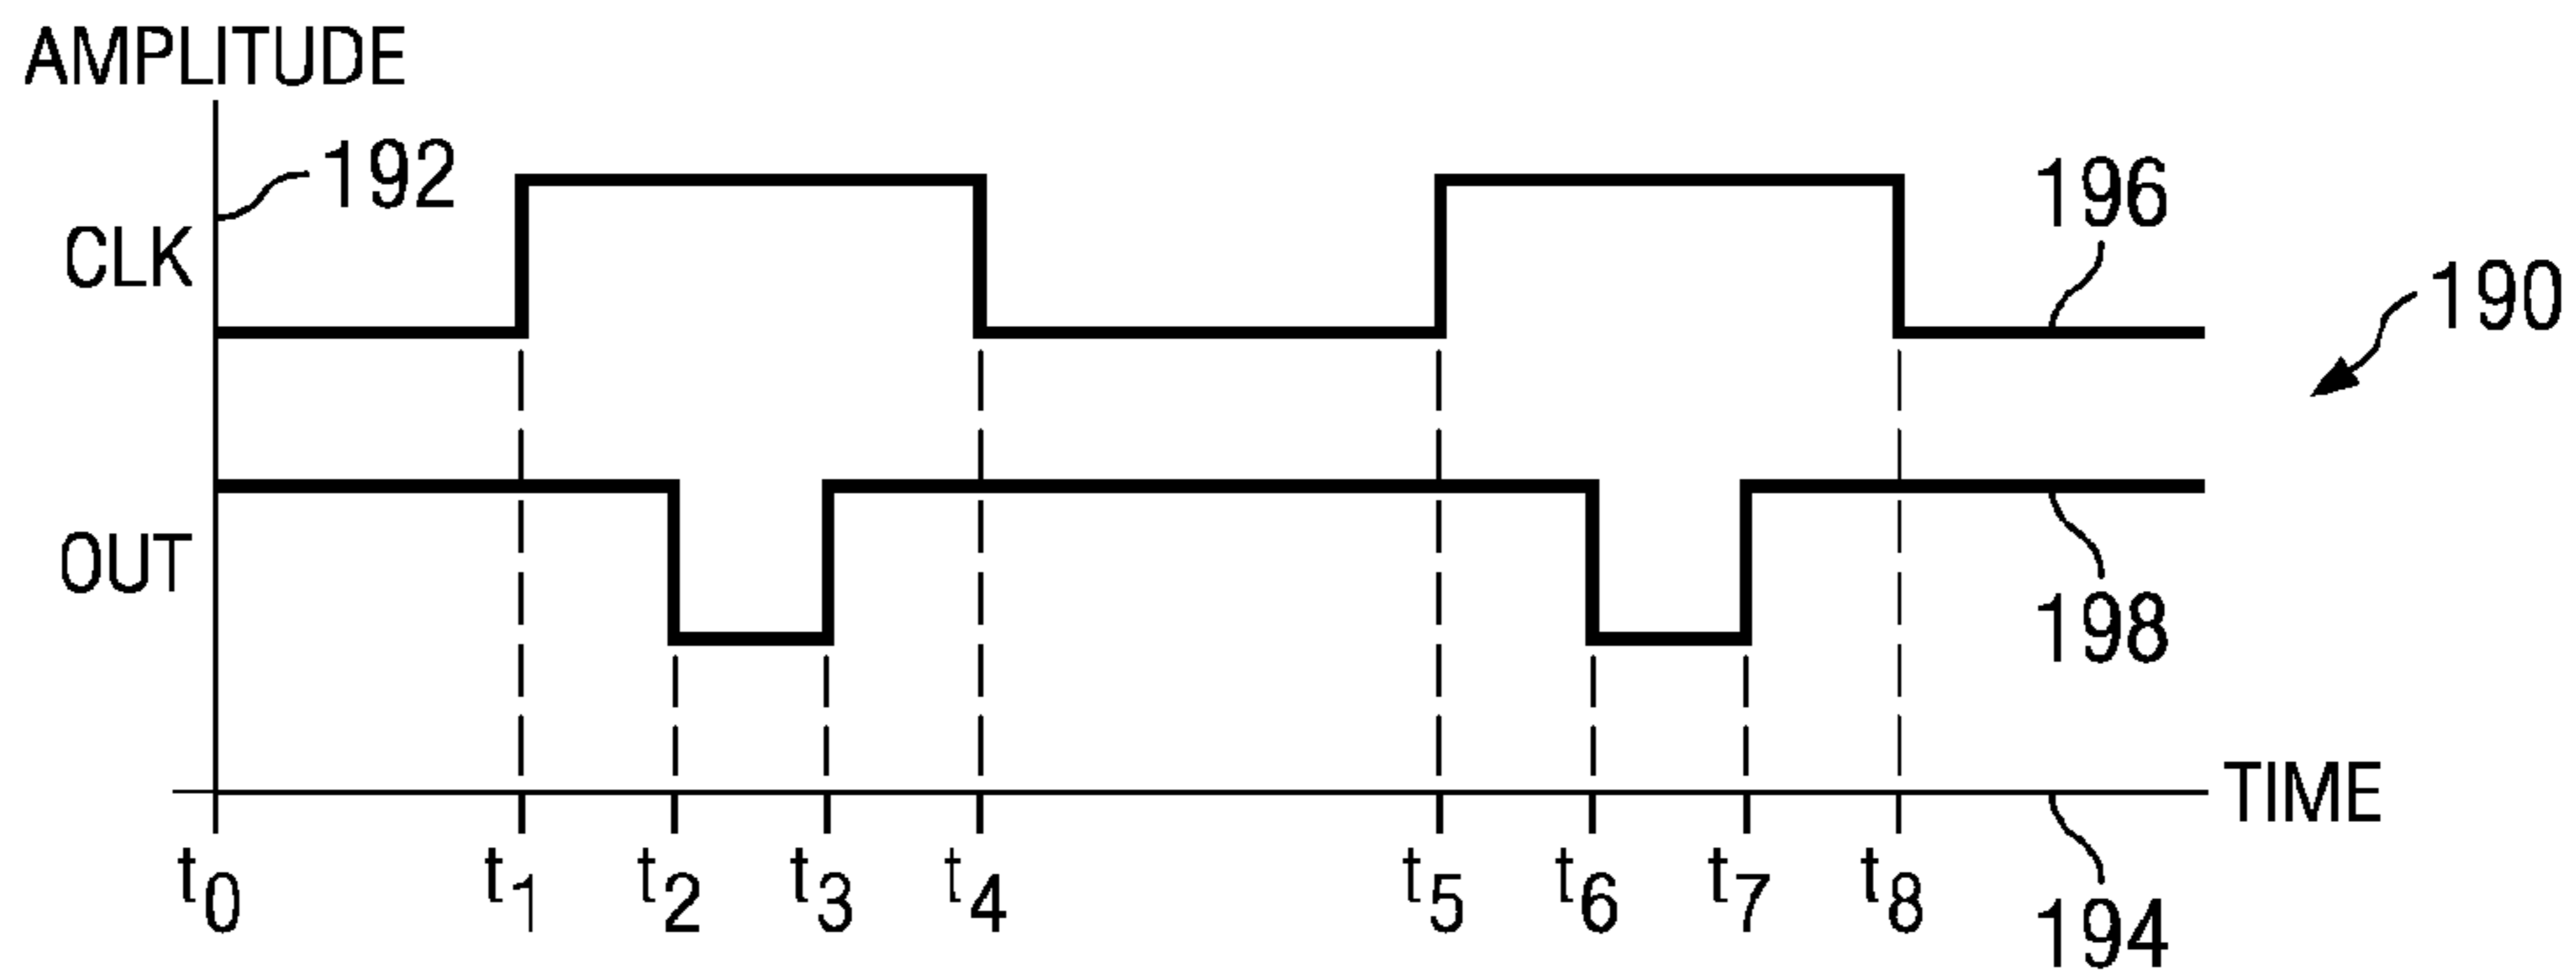 AMPLITUDE
192
CLK
196
190
OUT
198
TIME
t0 t1 t2 t3 t4 t5 t6 t7 t8
194